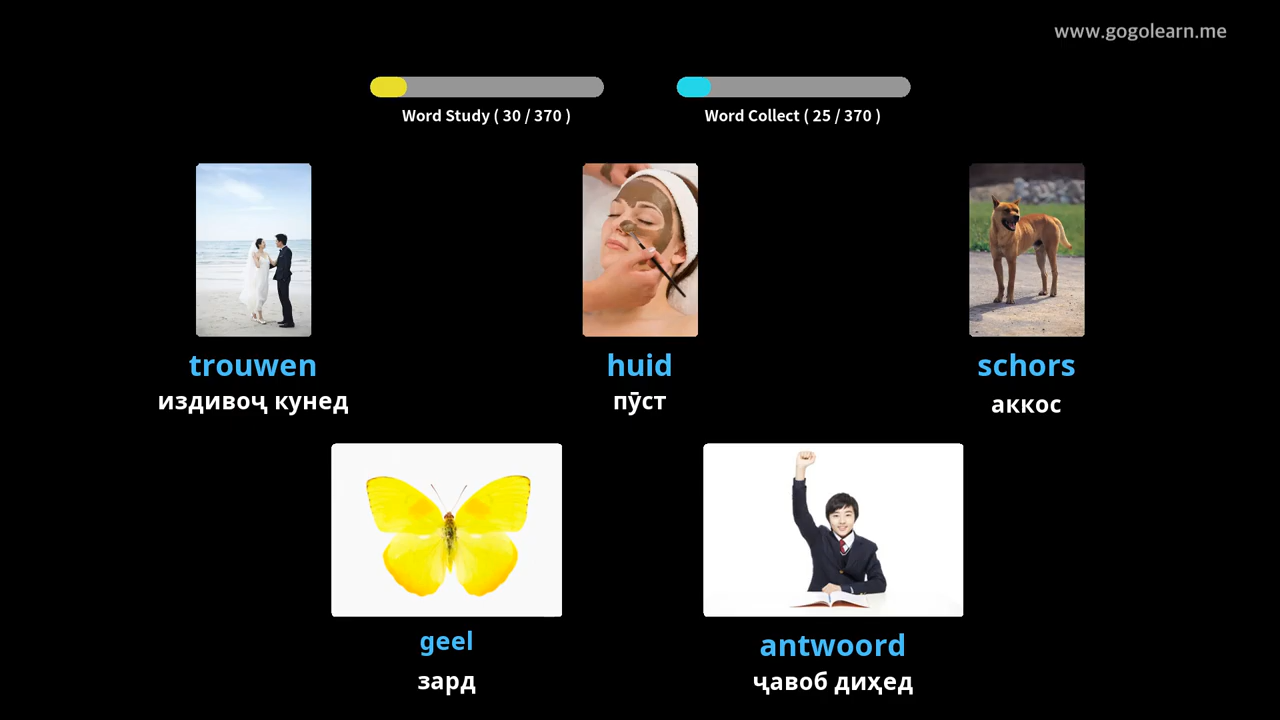 www.gogolearn.me
Word Study ( 30 / 370 )
Word Collect ( 25 / 370 )
trouwen
издивоҷ кунед
huid
пӯст
schors
аккос
geel
зард
antwoord
ҷавоб диҳед